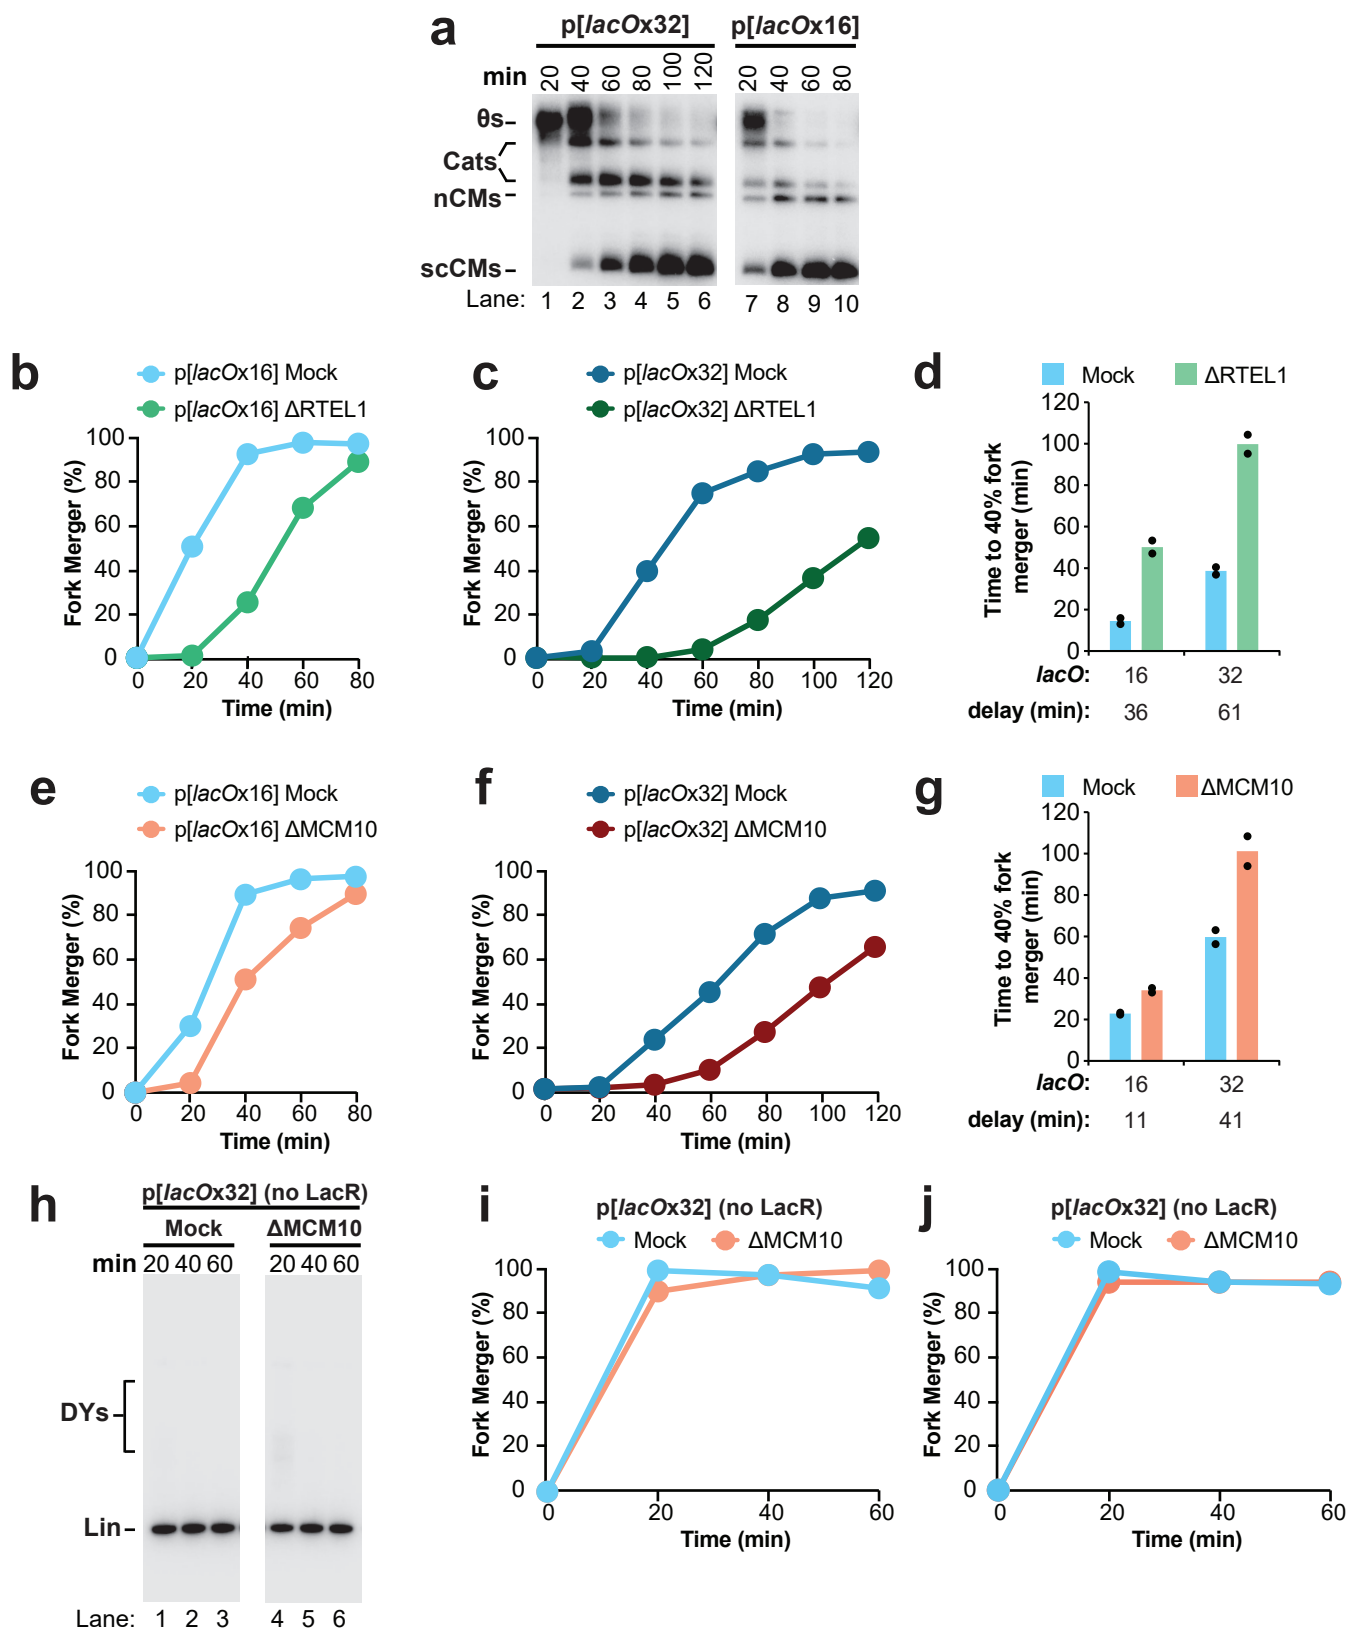 a
p[lacOx32] p[lacOx16]
min 20 40 60 80 100 120 20 40 60 80
θs
Cats
nCMs
scCMs
Lane: 1 2 3 4 5 6 7 8 9 10
b
p[lacOx16] Mock
p[lacOx16] ΔRTEL1
Fork Merger (%)
100
80
60
40
20
0
0 20 40 60 80
Time (min)
c
p[lacOx32] Mock
p[lacOx32] ΔRTEL1
Fork Merger (%)
100
80
60
40
20
0
0 20 40 60 80 100 120
Time (min)
d
Mock ΔRTEL1
Time to 40% fork
merger (min)
120
100
80
60
40
20
0
lacO: 16 32
delay (min): 36 61
e
p[lacOx16] Mock
p[lacOx16] ΔMCM10
Fork Merger (%)
100
80
60
40
20
0
0 20 40 60 80
Time (min)
f
p[lacOx32] Mock
p[lacOx32] ΔMCM10
Fork Merger (%)
100
80
60
40
20
0
0 20 40 60 80 100 120
Time (min)
g
Mock ΔMCM10
Time to 40% fork
merger (min)
120
100
80
60
40
20
0
lacO: 16 32
delay (min): 11 41
h
p[lacOx32] (no LacR)
Mock ΔMCM10
min 20 40 60 20 40 60
DYs
Lin
Lane: 1 2 3 4 5 6
i
p[lacOx32] (no LacR)
Mock ΔMCM10
Fork Merger (%)
100
80
60
40
20
0
0 20 40 60
Time (min)
j
p[lacOx32] (no LacR)
Mock ΔMCM10
Fork Merger (%)
100
80
60
40
20
0
0 20 40 60
Time (min)